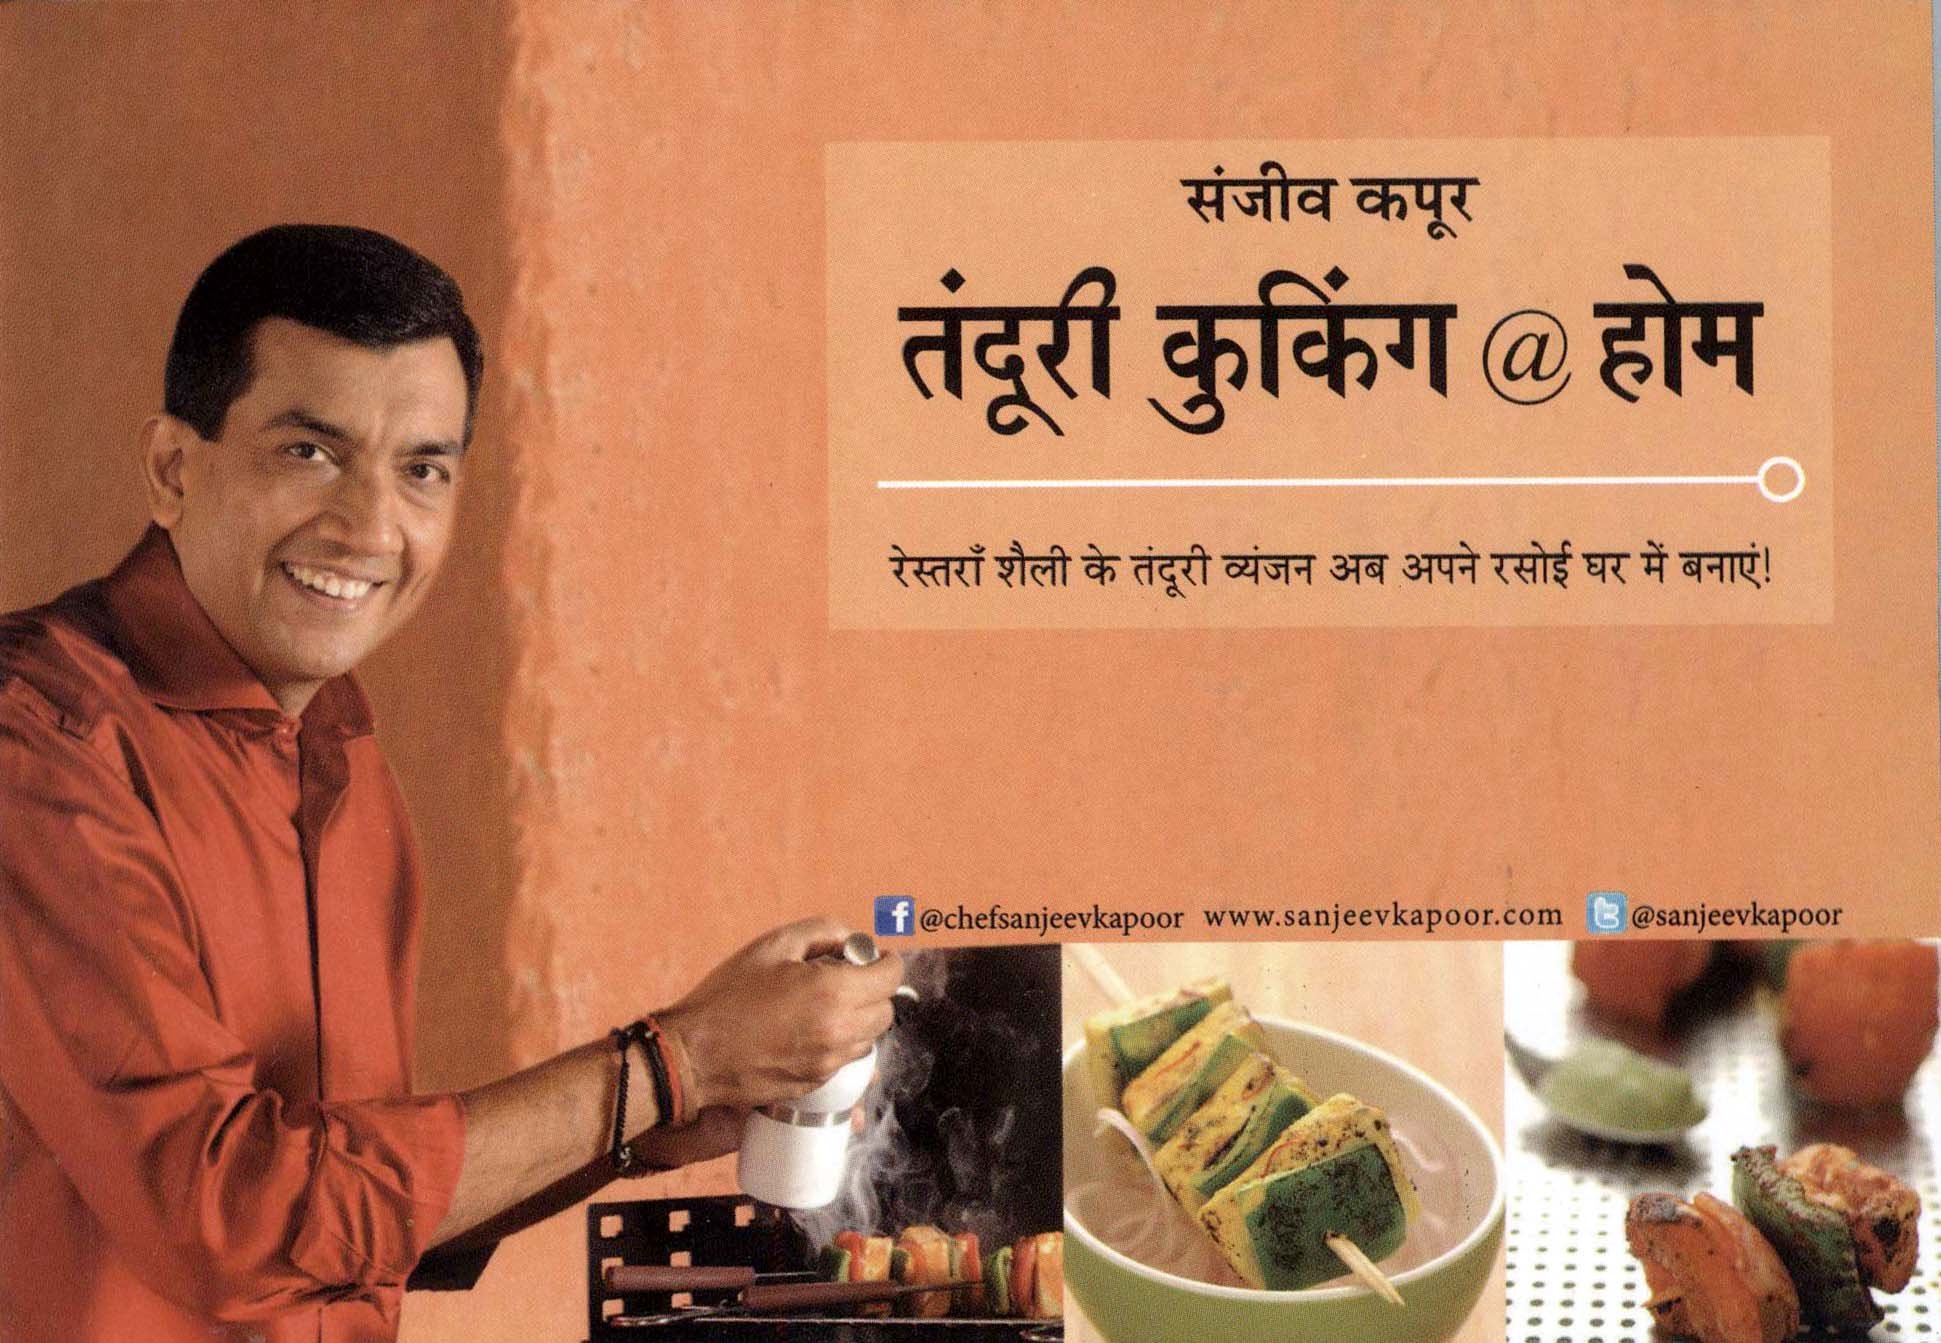 संजीव कपूर
तंदूरी कुकिंग @ होम
रेस्तराँ शैली के तंदूरी व्यंजन अब अपने रसोई घर में बनाएं!
@chefsanjeevkapoor www.sanjeevkapoor.com @sanjeevkapoor